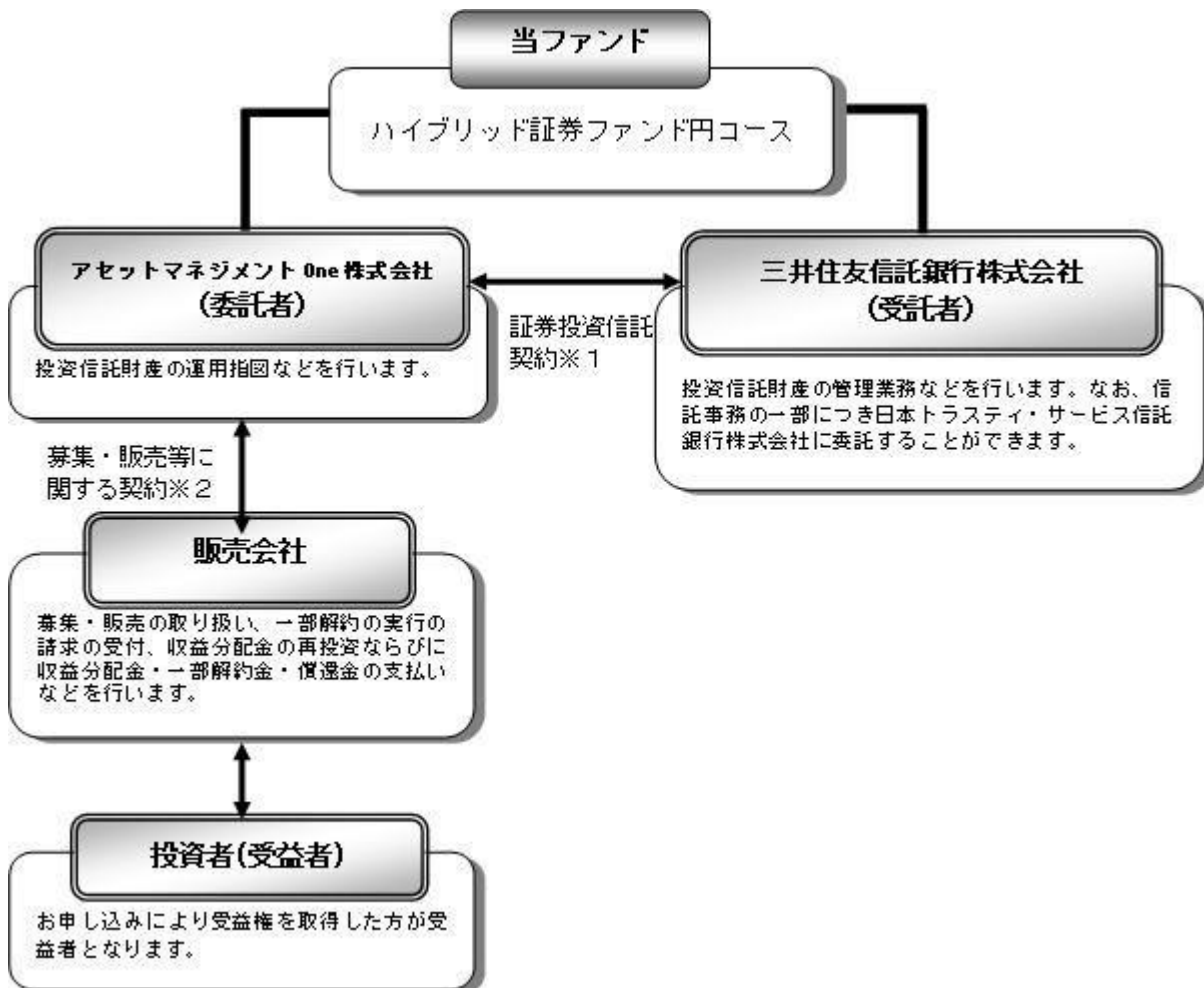 当ファンド
ハイブリッド証券ファンド円コース
アセットマネジメント One 株式会社
(委託者)
投資信託財産の運用指図などを行います。
証券投資信託
契約※1
三井住友信託銀行株式会社
(受託者)
投資信託財産の管理業務などを行います。なお、信
託事務の一部につき日本トラスティ・サービス信託
銀行株式会社に委託することができます。
募集・販売等に
関する契約※2
販売会社
募集・販売の取り扱い、一部解約の実行の
請求の受付、収益分配金の再投資ならびに
収益分配金・一部解約金・償還金の支払い
などを行います。
投資者(受益者)
お申し込みにより受益権を取得した方が受
益者となります。